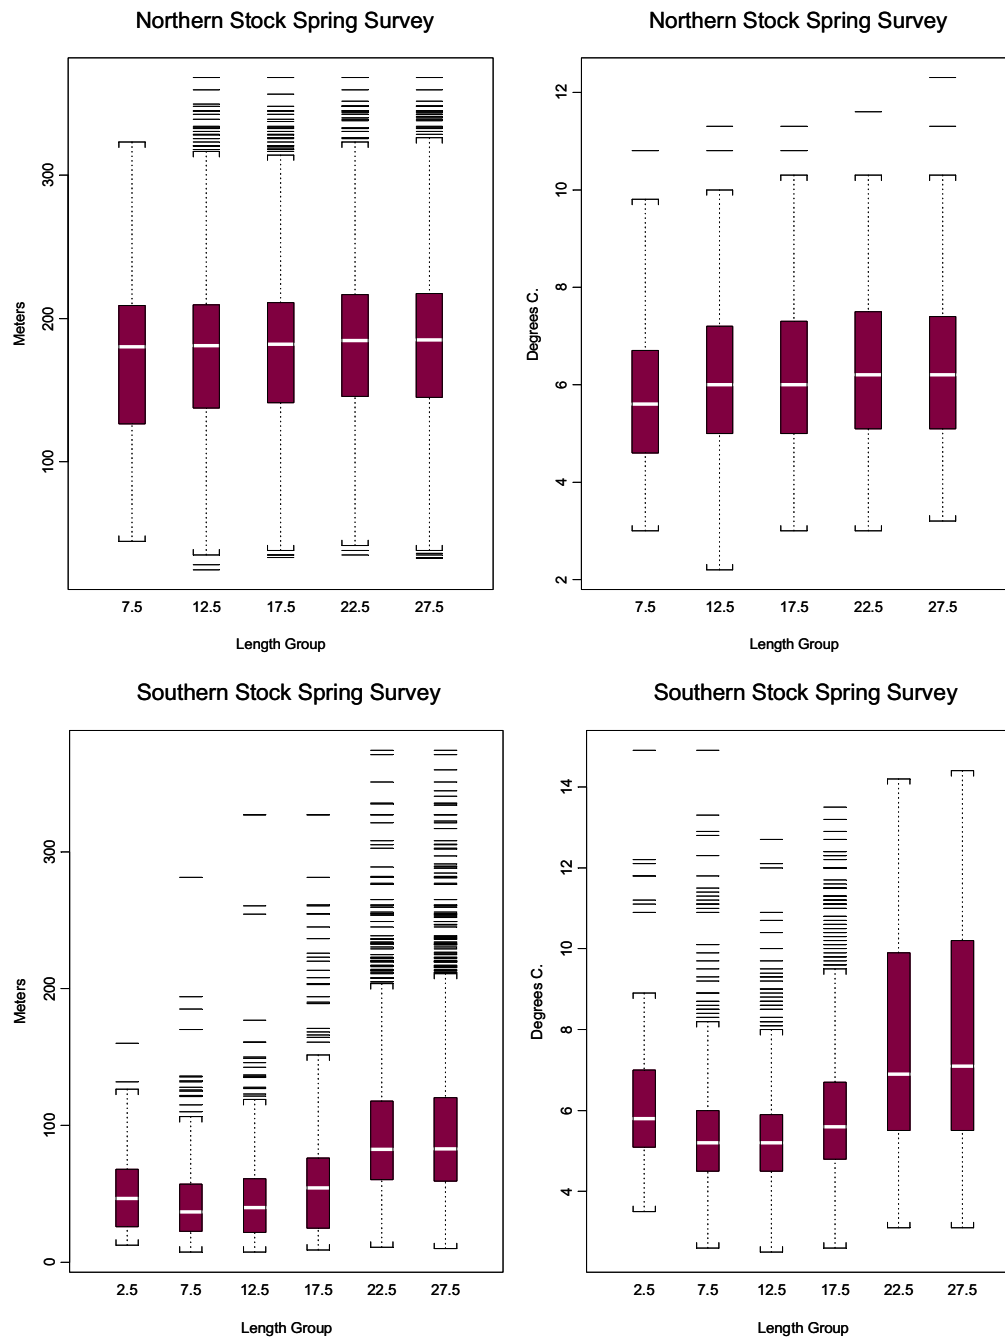 Northern Stock Spring Survey
300
200
100
Meters
7.5 12.5 17.5 22.5 27.5
Length Group
Northern Stock Spring Survey
12
10
8
6
4
2
Degrees C.
7.5 12.5 17.5 22.5 27.5
Length Group
Southern Stock Spring Survey
300
200
100
0
Meters
2.5 7.5 12.5 17.5 22.5 27.5
Length Group
Southern Stock Spring Survey
14
12
10
8
6
4
Degrees C.
2.5 7.5 12.5 17.5 22.5 27.5
Length Group